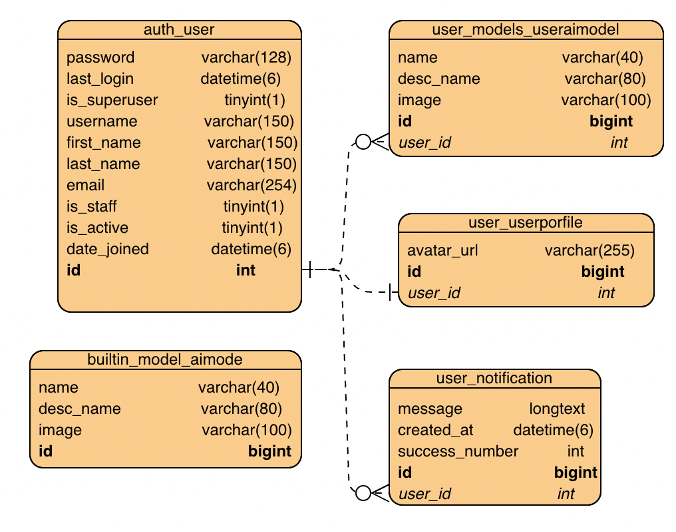 auth_user
password varchar(128)
last_login datetime(6)
is_superuser tinyint(1)
username varchar(150)
first_name varchar(150)
last_name varchar(150)
email varchar(254)
is_staff tinyint(1)
is_active tinyint(1)
date_joined datetime(6)
id int
user_models_useraimodel
name varchar(40)
desc_name varchar(80)
image varchar(100)
id bigint
user_id int
user_userporfile
avatar_url varchar(255)
id bigint
user_id int
builtin_model_aimode
name varchar(40)
desc_name varchar(80)
image varchar(100)
id bigint
user_notification
message longtext
created_at datetime(6)
success_number int
id bigint
user_id int